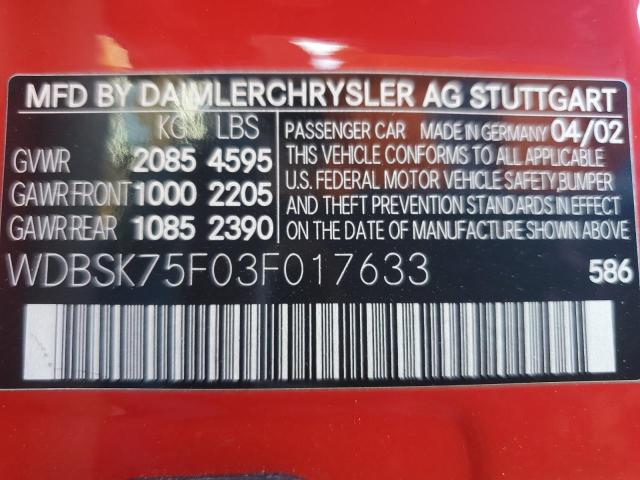 MFD BY DAIMLERCHRYSLER AG STUTTGART
KG LBS
GVWR 2085 4595
GAWR FRONT 1000 2205
GAWR REAR 1085 2390
PASSENGER CAR MADE IN GERMANY 04/02
THIS VEHICLE CONFORMS TO ALL APPLICABLE
U.S. FEDERAL MOTOR VEHICLE SAFETY BUMPER
AND THEFT PREVENTION STANDARDS IN EFFECT
ON THE DATE OF MANUFACTURE SHOWN ABOVE
WDBSK75F03F017633 586